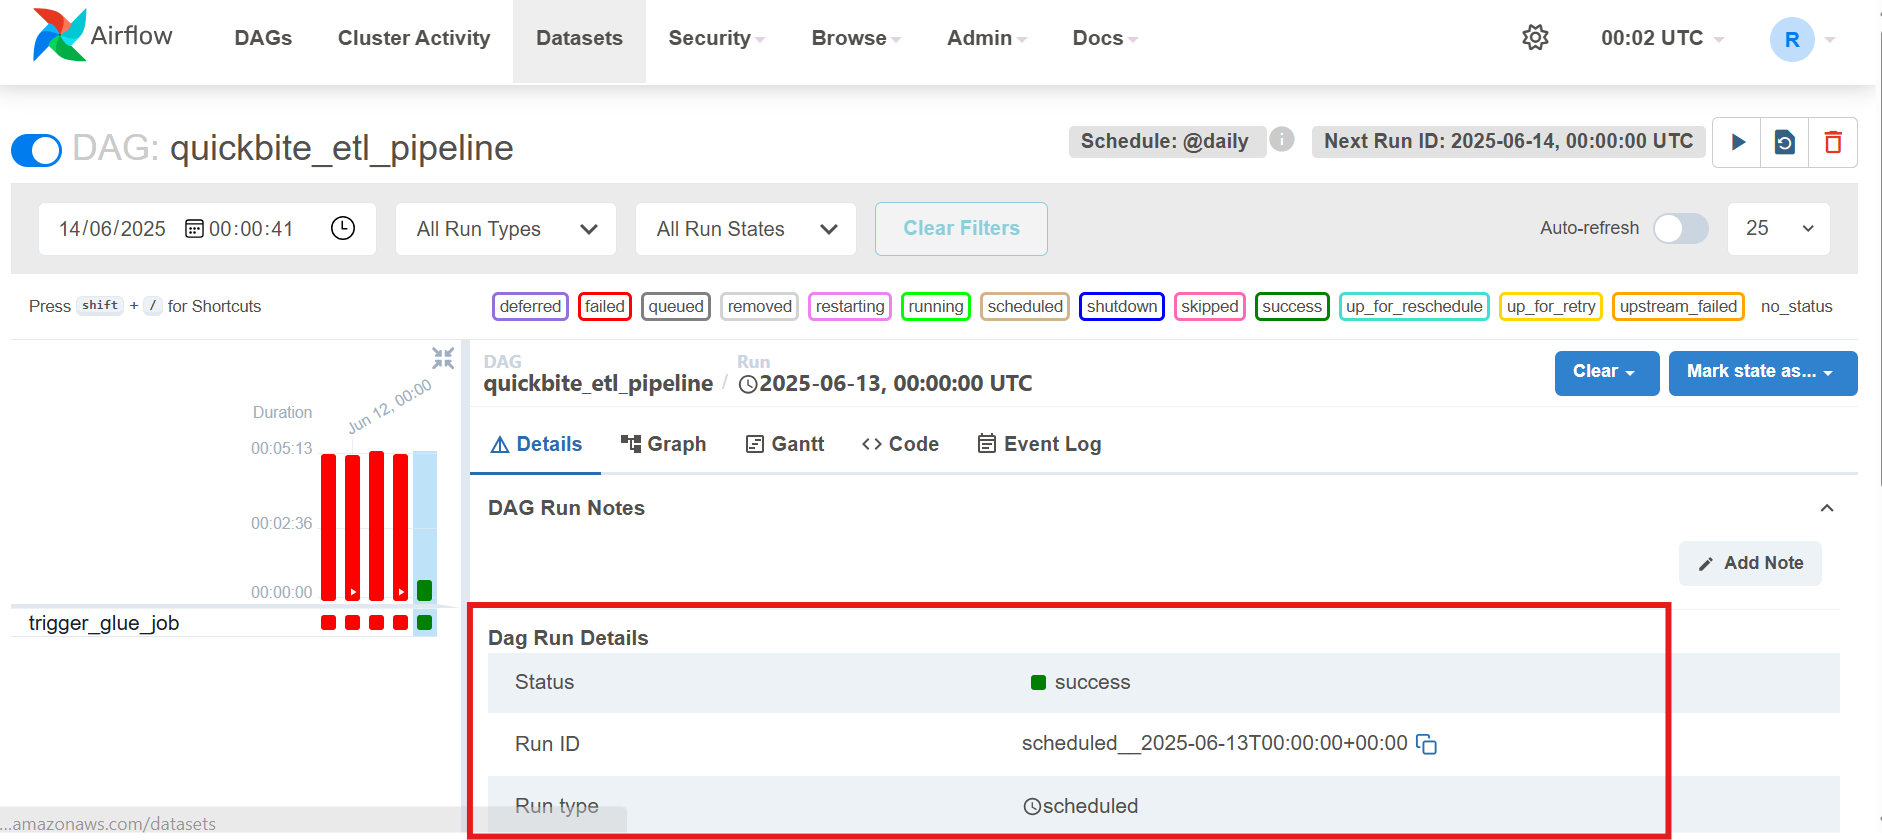 Airflow DAGs Cluster Activity Datasets Security Browse Admin Docs 00:02 UTC R
DAG: quickbite_etl_pipeline Schedule: @daily i Next Run ID: 2025-06-14, 00:00:00 UTC
14/06/2025 00:00:41 All Run Types All Run States Clear Filters Auto-refresh 25
Press shift + / for Shortcuts deferred failed queued removed restarting running scheduled shutdown skipped success up_for_reschedule up_for_retry upstream_failed no_status
DAG Run
quickbite_etl_pipeline / 2025-06-13, 00:00:00 UTC Clear Mark state as...
Jun 12, 00:00
Duration
00:05:13
00:02:36
00:00:00
trigger_glue_job
Details Graph Gantt <> Code Event Log
DAG Run Notes
Add Note
Dag Run Details
Status success
Run ID scheduled__2025-06-13T00:00:00+00:00
Run type scheduled
...amazonaws.com/datasets